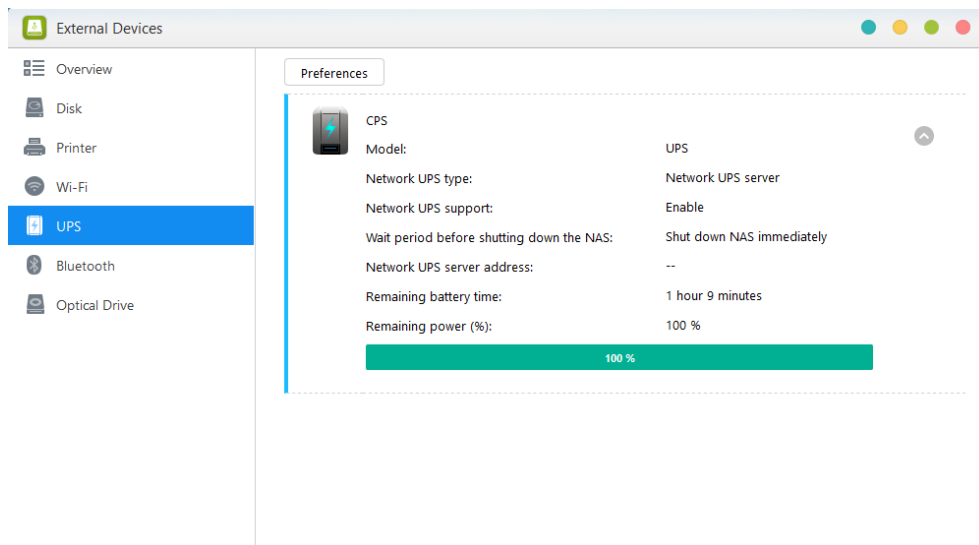 External Devices
Overview
Disk
Printer
Wi-Fi
UPS
Bluetooth
Optical Drive
Preferences
CPS
Model: UPS
Network UPS type: Network UPS server
Network UPS support: Enable
Wait period before shutting down the NAS: Shut down NAS immediately
Network UPS server address: --
Remaining battery time: 1 hour 9 minutes
Remaining power (%): 100 %
100 %